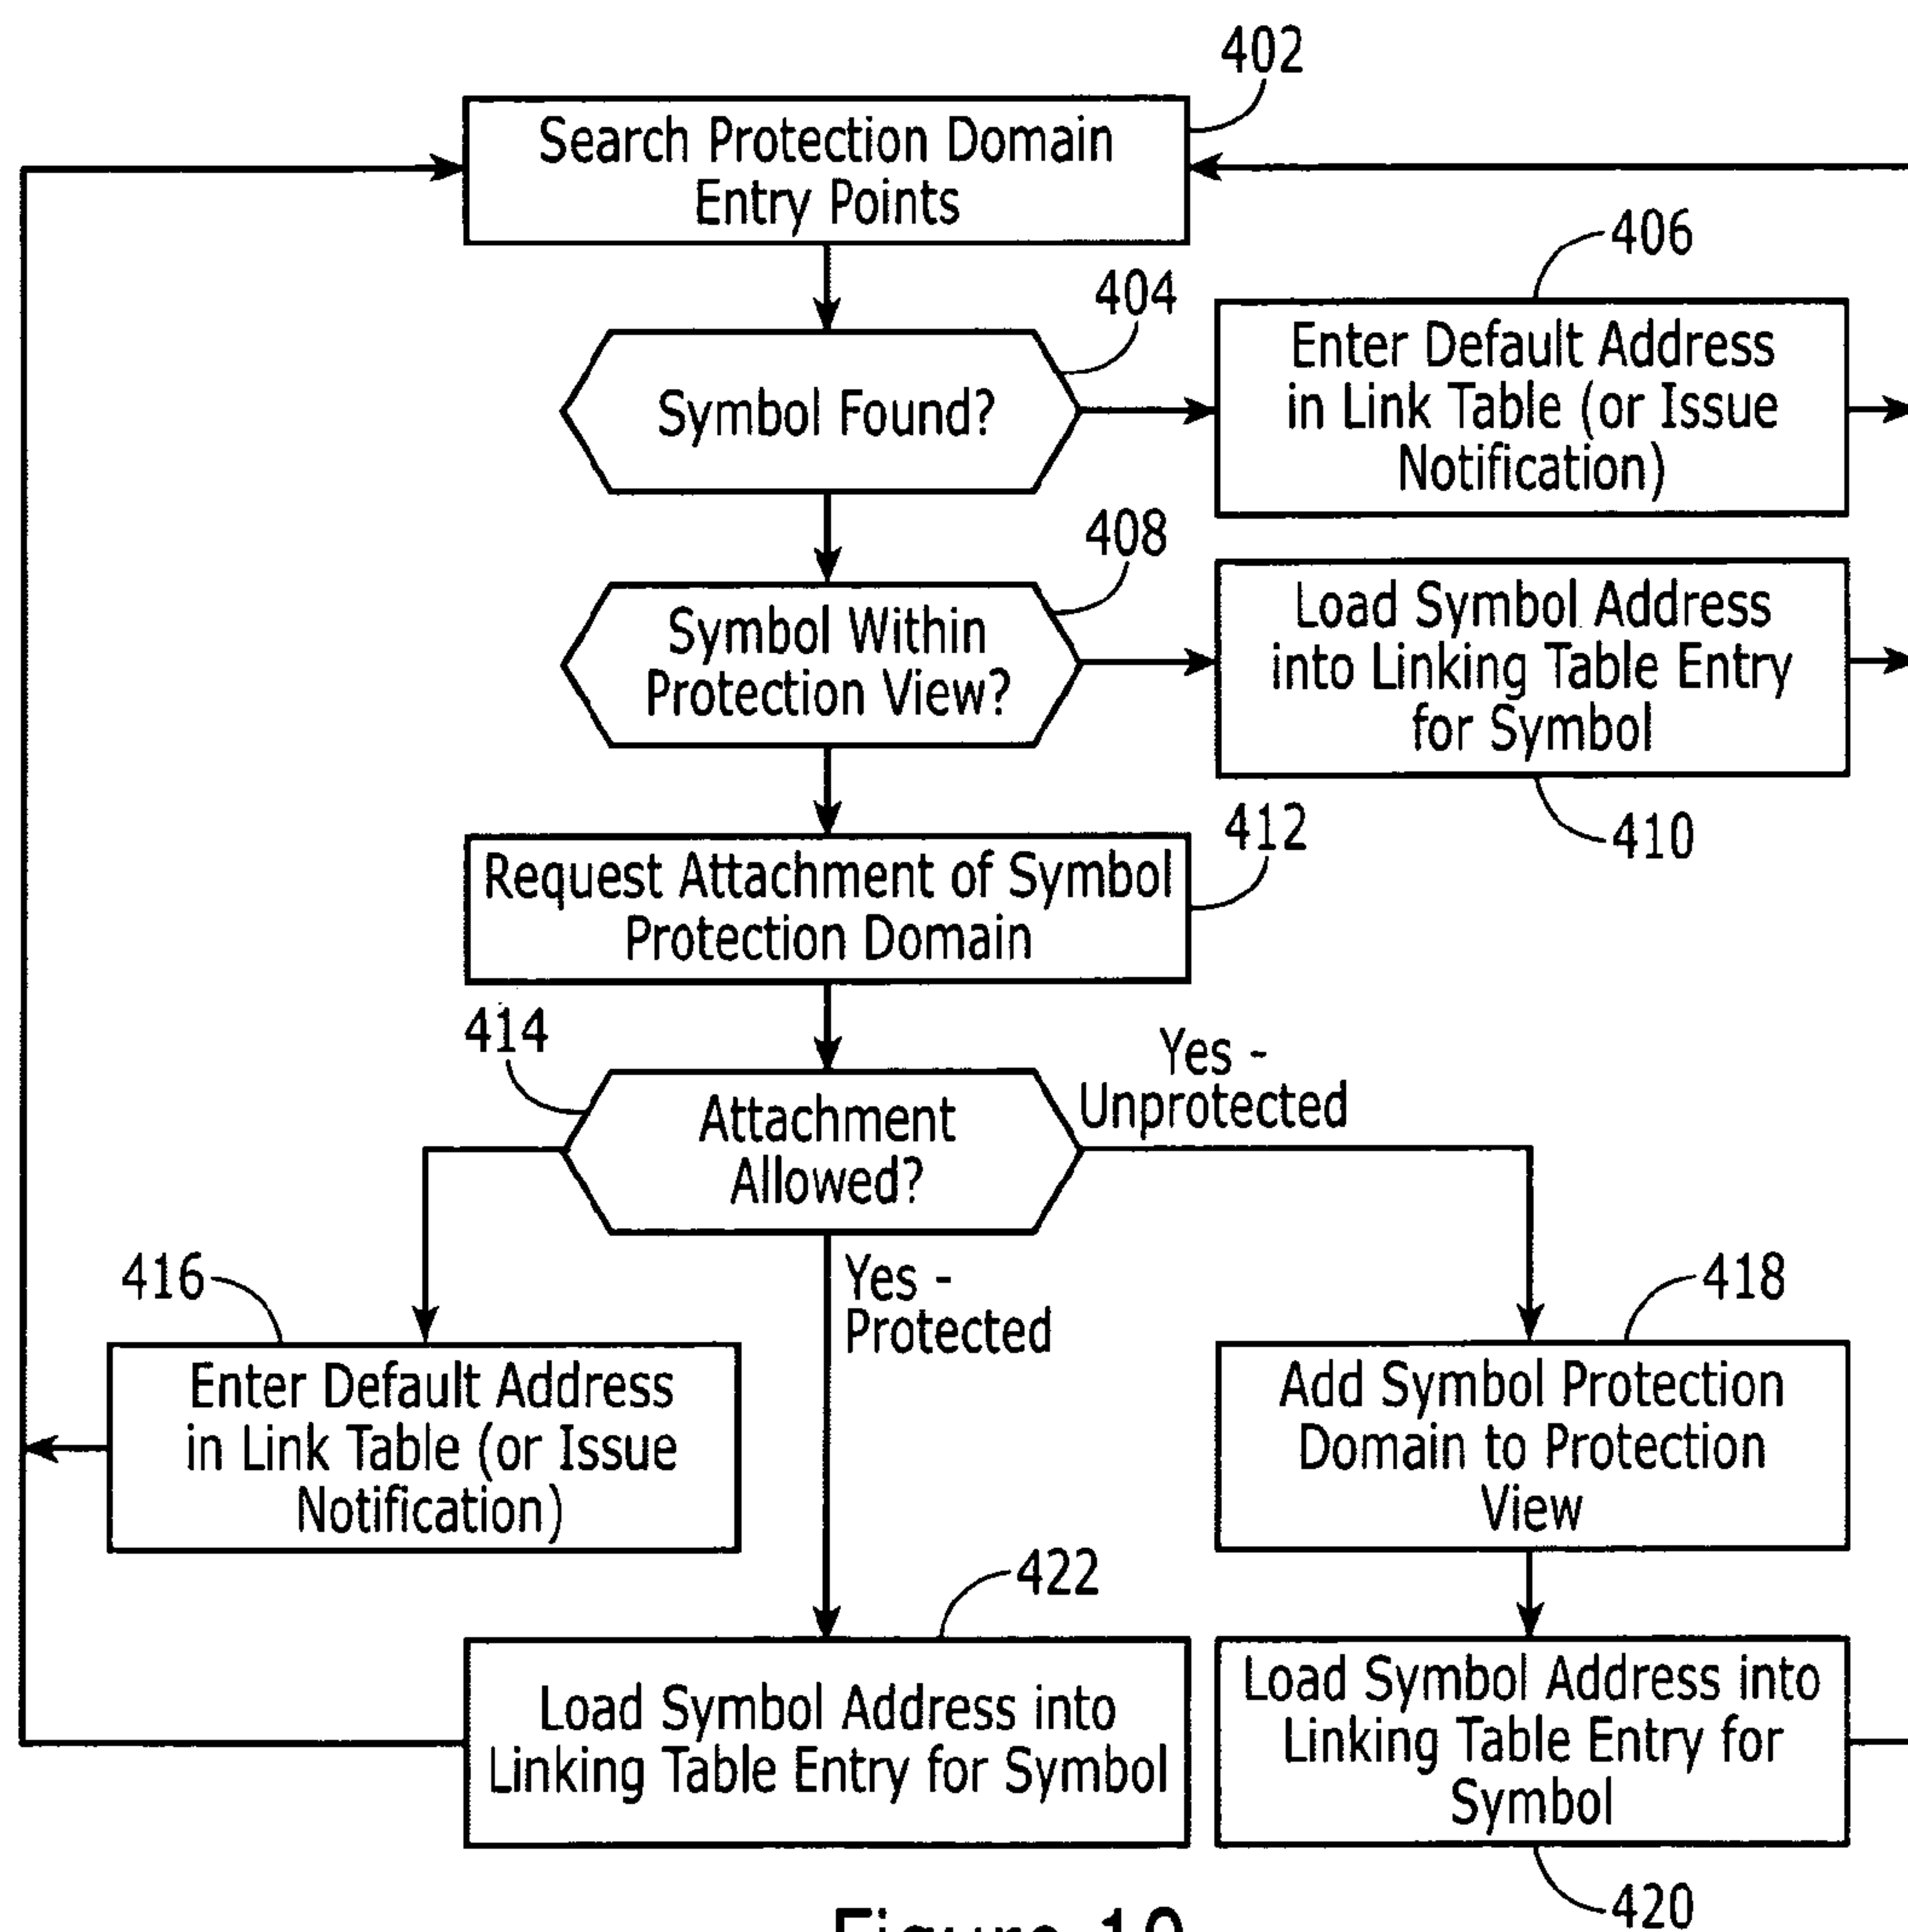 402
Search Protection Domain
Entry Points
406
404
Enter Default Address
in Link Table (or Issue
Notification)
Symbol Found?
408
Symbol Within
Protection View?
Load Symbol Address
into Linking Table Entry
for Symbol
410
412
Request Attachment of Symbol
Protection Domain
414
Yes -
Unprotected
Attachment
Allowed?
416
Yes -
Protected
418
Enter Default Address
in Link Table (or Issue
Notification)
Add Symbol Protection
Domain to Protection
View
422
Load Symbol Address into
Linking Table Entry for Symbol
Load Symbol Address into
Linking Table Entry for
Symbol
420